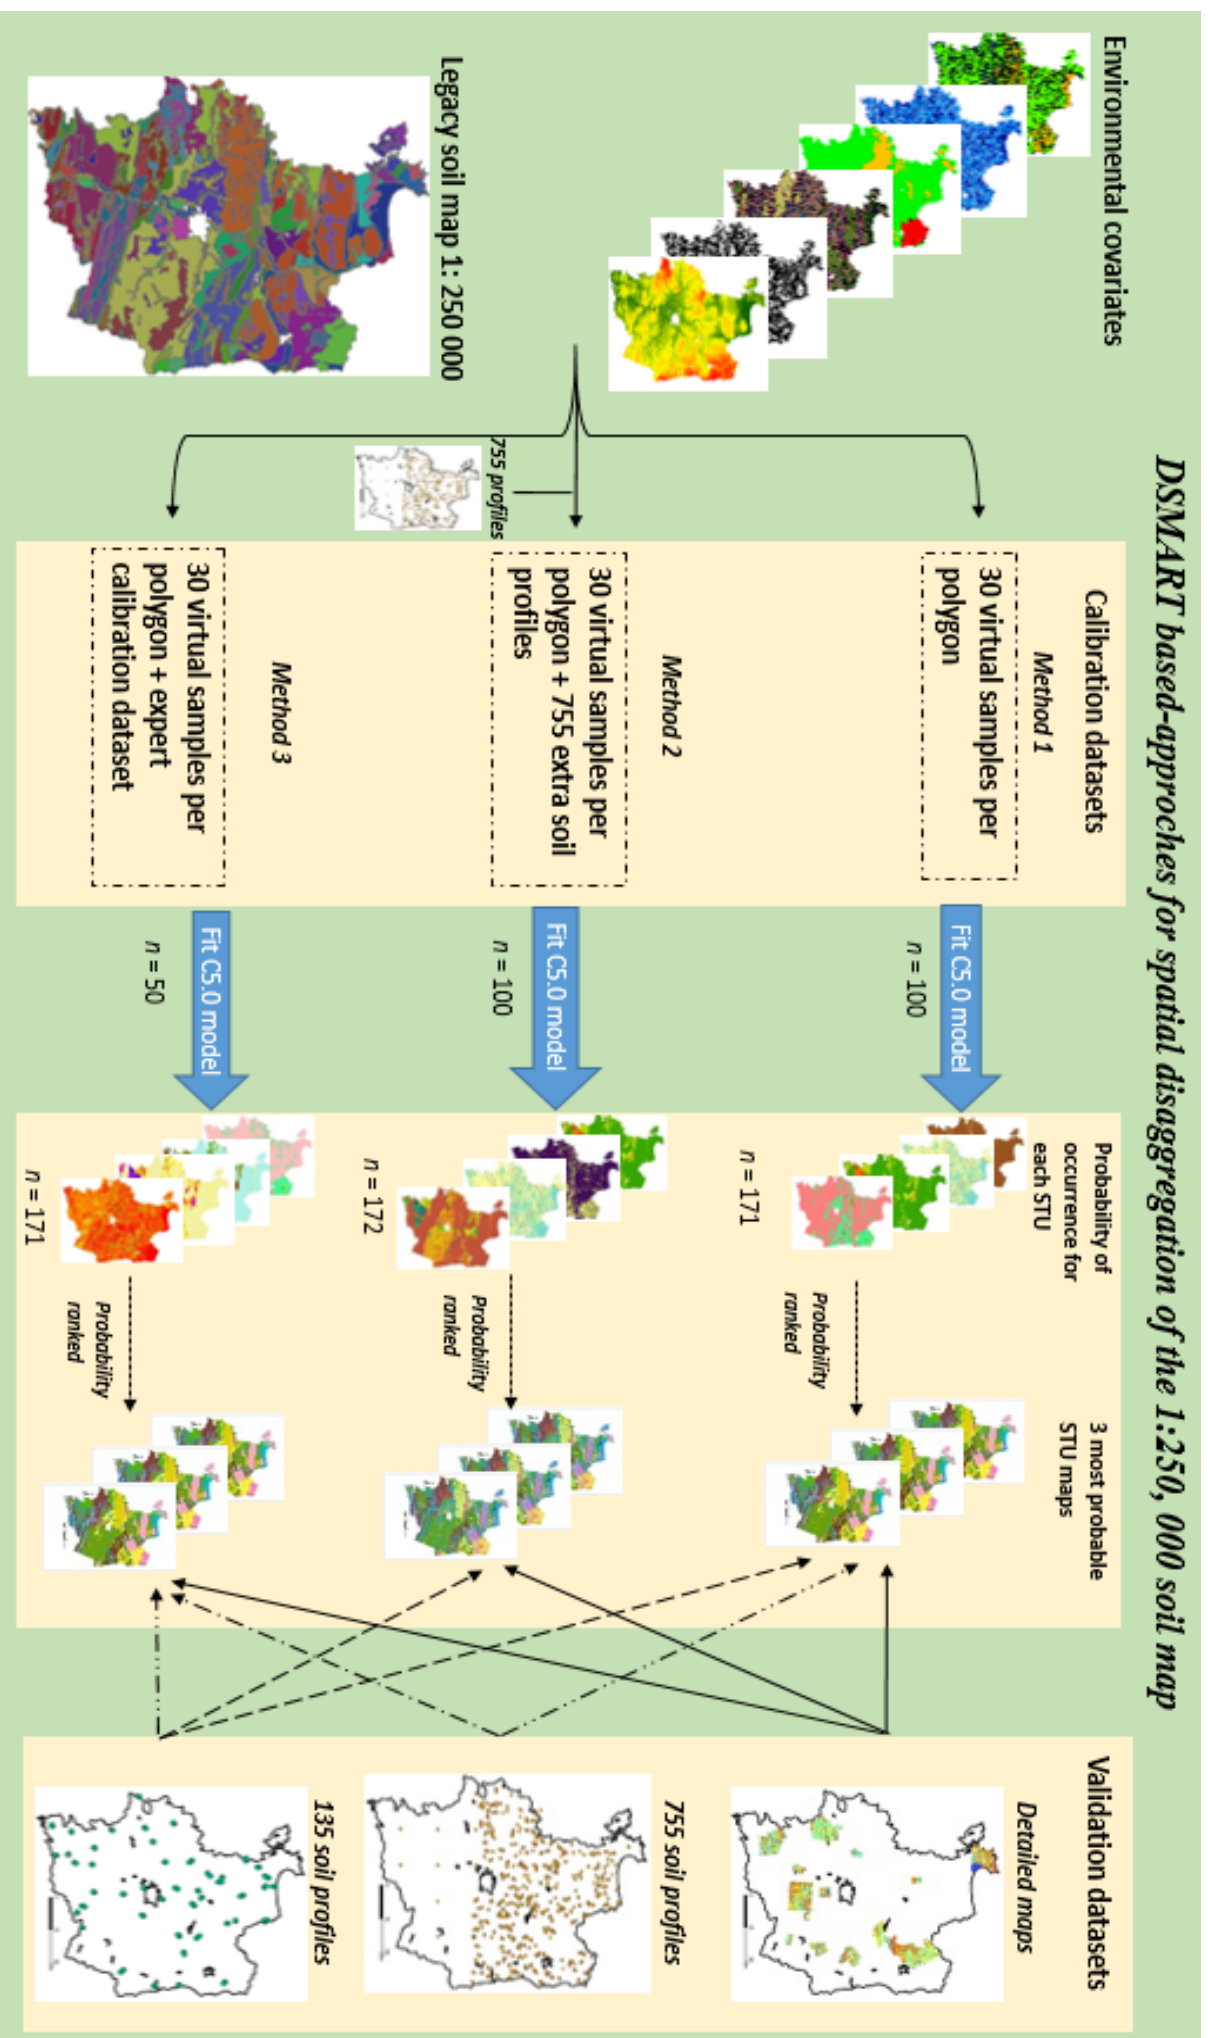 DSMART based-approches for spatial disaggregation of the 1:250, 000 soil map
Environmental covariates
Legacy soil map 1: 250 000
755 profiles
Calibration datasets
Method 1
30 virtual samples per
polygon
Method 2
30 virtual samples per
polygon + 755 extra soil
profiles
Method 3
30 virtual samples per
polygon + expert
calibration dataset
Fit C5.0 model
n = 100
Fit C5.0 model
n = 100
Fit C5.0 model
n = 50
Probability of
occurrence for
each STU
n = 171
n = 172
n = 171
Probability
ranked
Probability
ranked
Probability
ranked
3 most probable
STU maps
Validation datasets
Detailed maps
755 soil profiles
135 soil profiles